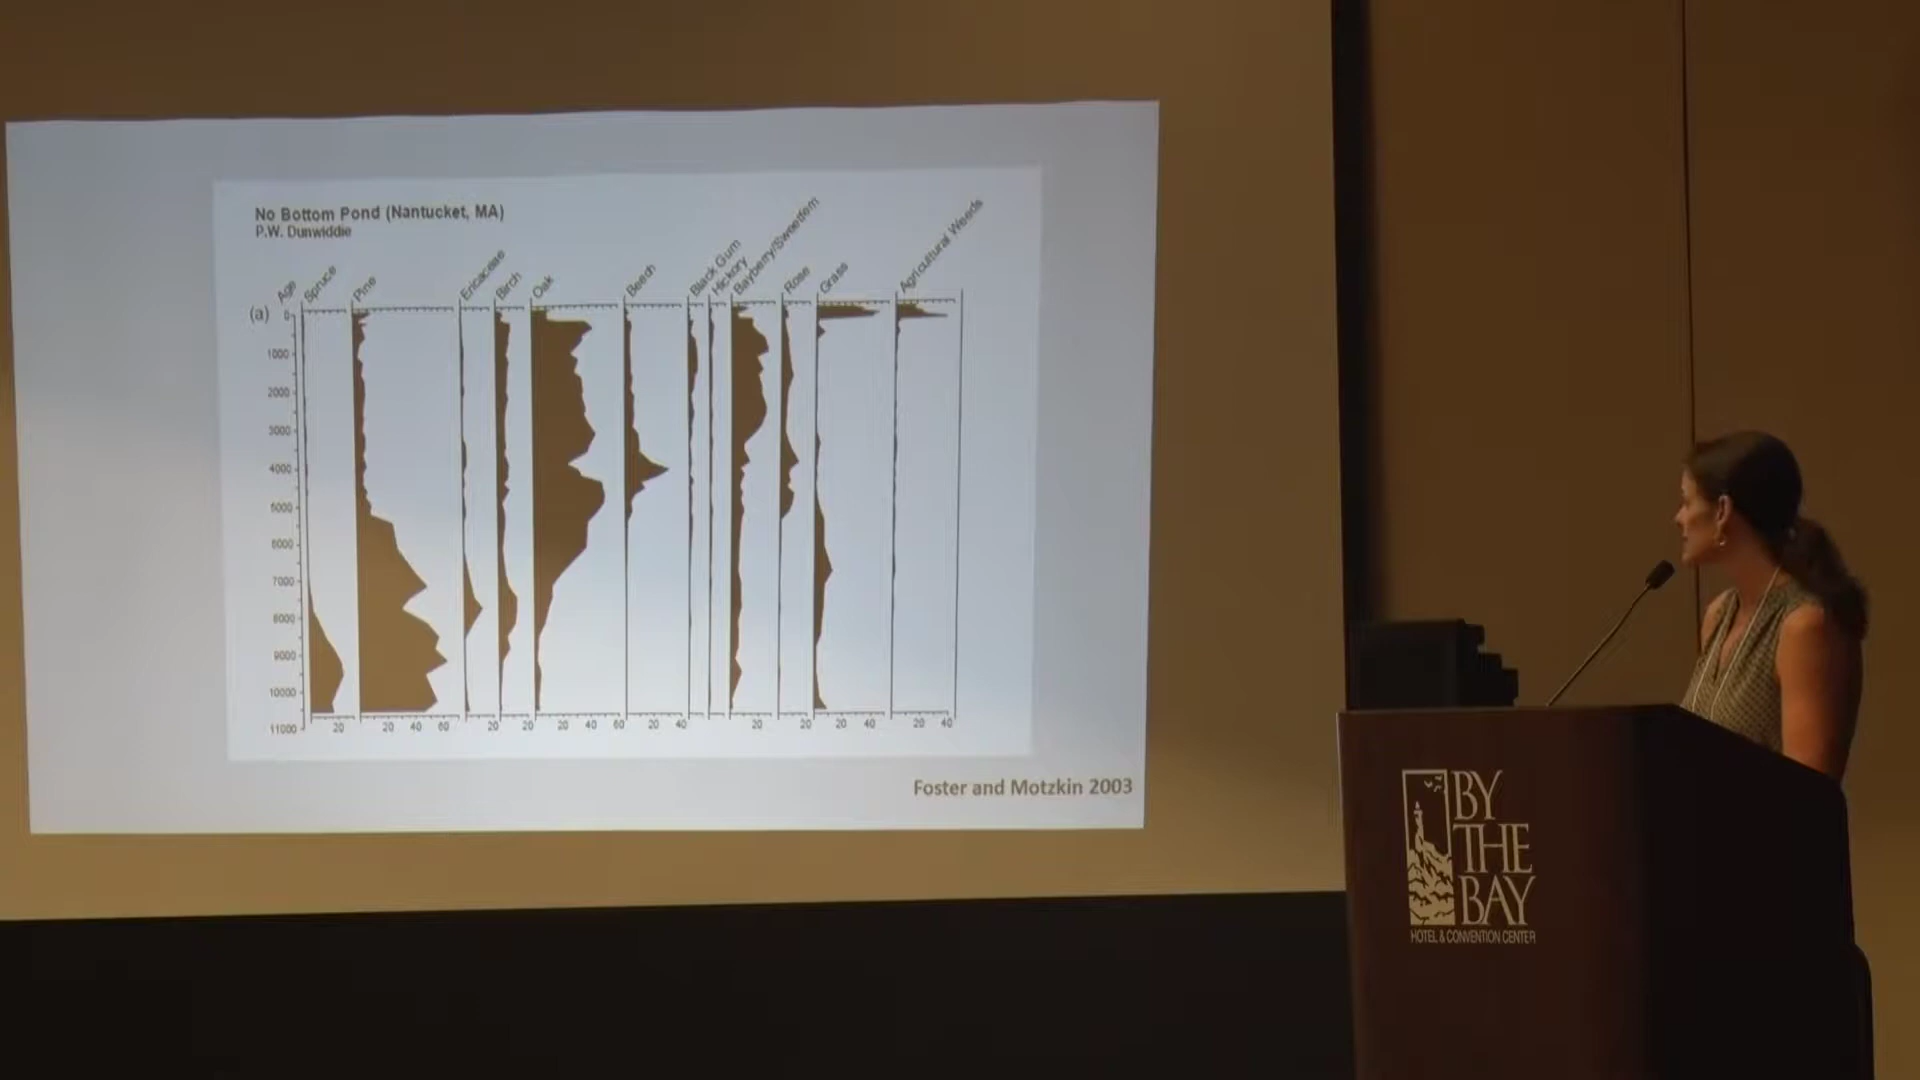 No Bottom Pond (Nantucket, MA)
P.W. Dunwiddie
Age Spruce Pine Ericaceae Birch Oak Beech Black Gum Hickory Bayberry/Sweetfern Rose Grass Agricultural Weeds
(a) 0
1000
2000
3000
4000
5000
6000
7000
8000
9000
10000
11000
20 20 40 60 20 20 20 40 60 20 40 20 20 20 40 20 40
Foster and Motzkin 2003
BY
THE
BAY
HOTEL & CONVENTION CENTER